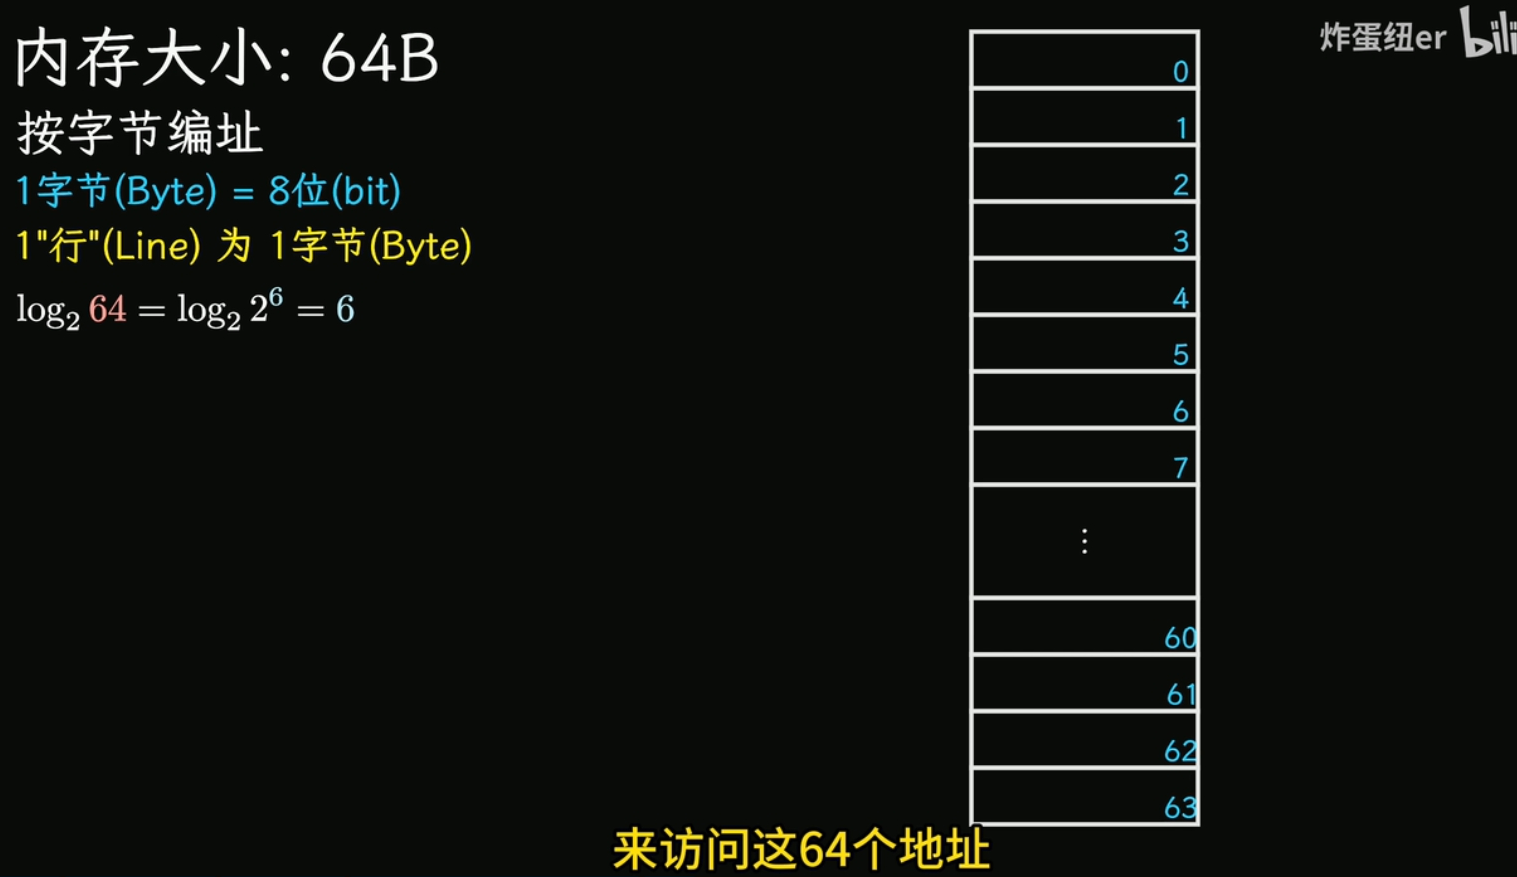 内存大小: 64B
按字节编址
1字节(Byte) = 8位(bit)
1"行"(Line) 为 1字节(Byte)
log₂ 64 = log₂ 2⁶ = 6
炸蛋纽er bili
0
1
2
3
4
5
6
7
⋮
60
61
62
63
来访问这64个地址